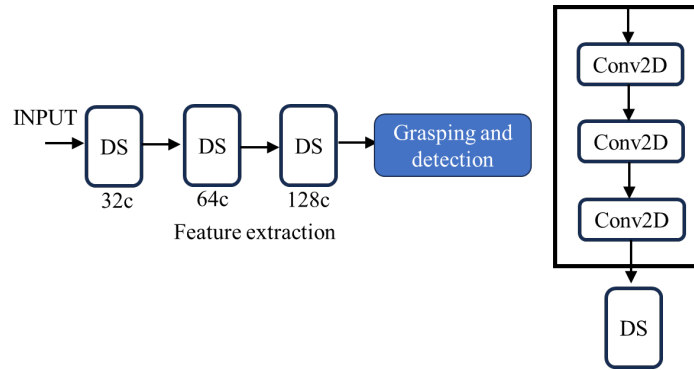 INPUT
DS
DS
DS
Grasping and
detection
32c
64c
128c
Feature extraction
Conv2D
Conv2D
Conv2D
DS